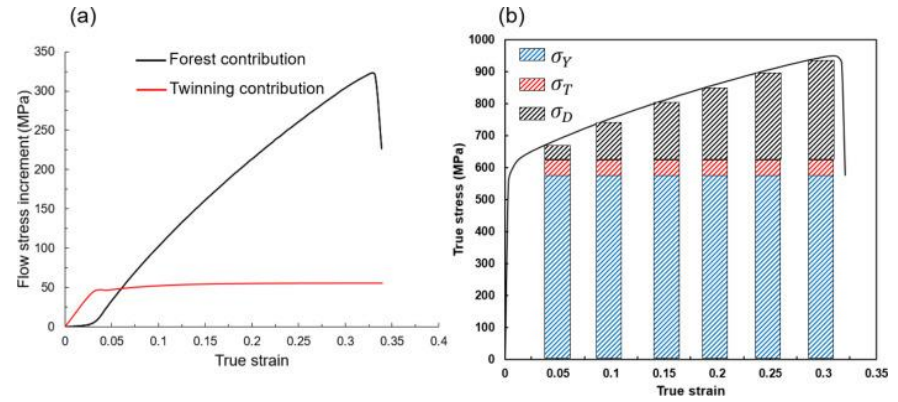 (a)
350
300
250
200
150
100
50
0
Flow stress increment (MPa)
Forest contribution
Twinning contribution
0 0.05 0.1 0.15 0.2 0.25 0.3 0.35 0.4
True strain
(b)
1000
900
800
700
600
500
400
300
200
100
0
True stress (MPa)
σY
σT
σD
0 0.05 0.1 0.15 0.2 0.25 0.3 0.35
True strain